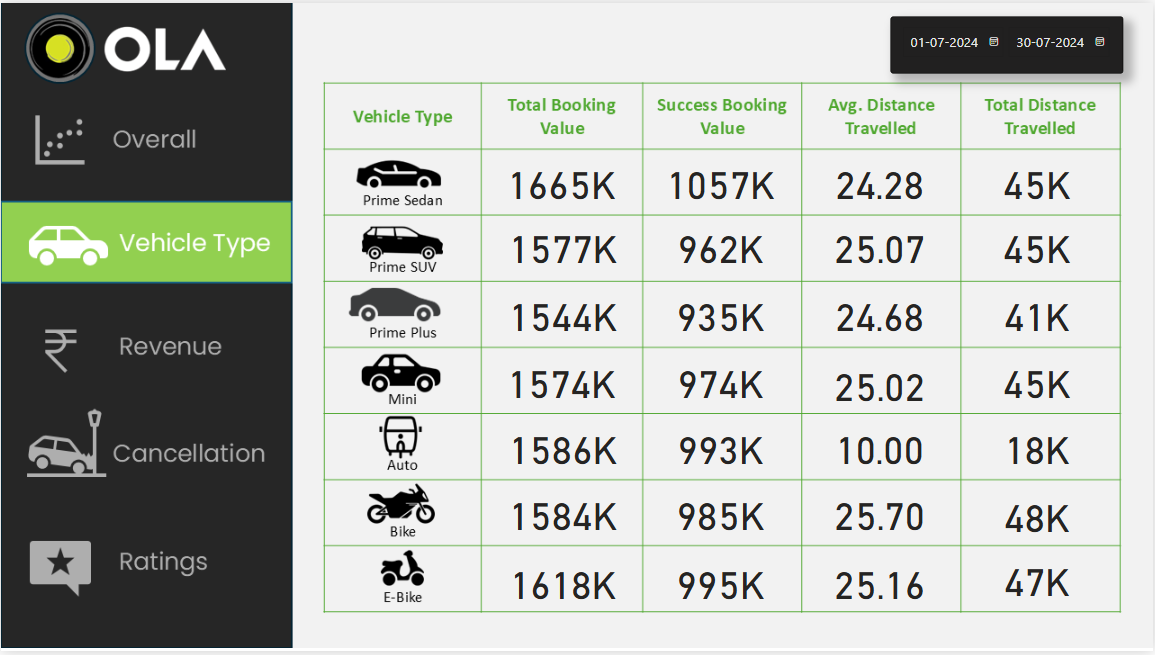 OLA
01-07-2024 30-07-2024
Overall
Vehicle Type
Revenue
Cancellation
Ratings
Vehicle Type Total Booking Value Success Booking Value Avg. Distance Travelled Total Distance Travelled
Prime Sedan 1665K 1057K 24.28 45K
Prime SUV 1577K 962K 25.07 45K
Prime Plus 1544K 935K 24.68 41K
Mini 1574K 974K 25.02 45K
Auto 1586K 993K 10.00 18K
Bike 1584K 985K 25.70 48K
E-Bike 1618K 995K 25.16 47K